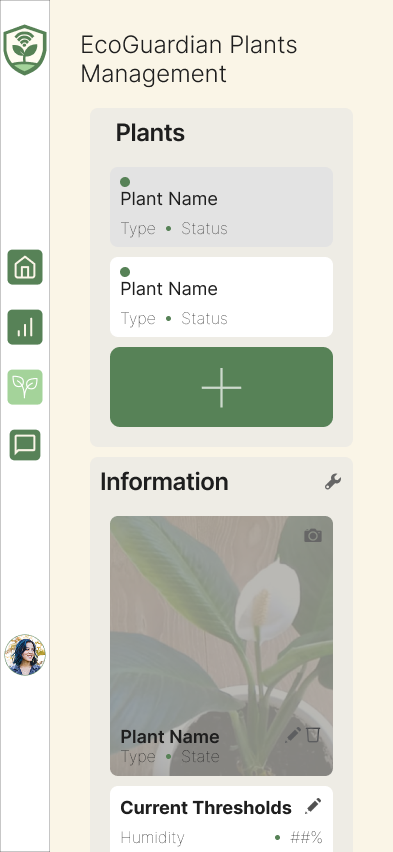 EcoGuardian Plants
Management
Plants
Plant Name
Type • Status
Plant Name
Type • Status
Information
Plant Name
Type • State
Current Thresholds
Humidity • ##%